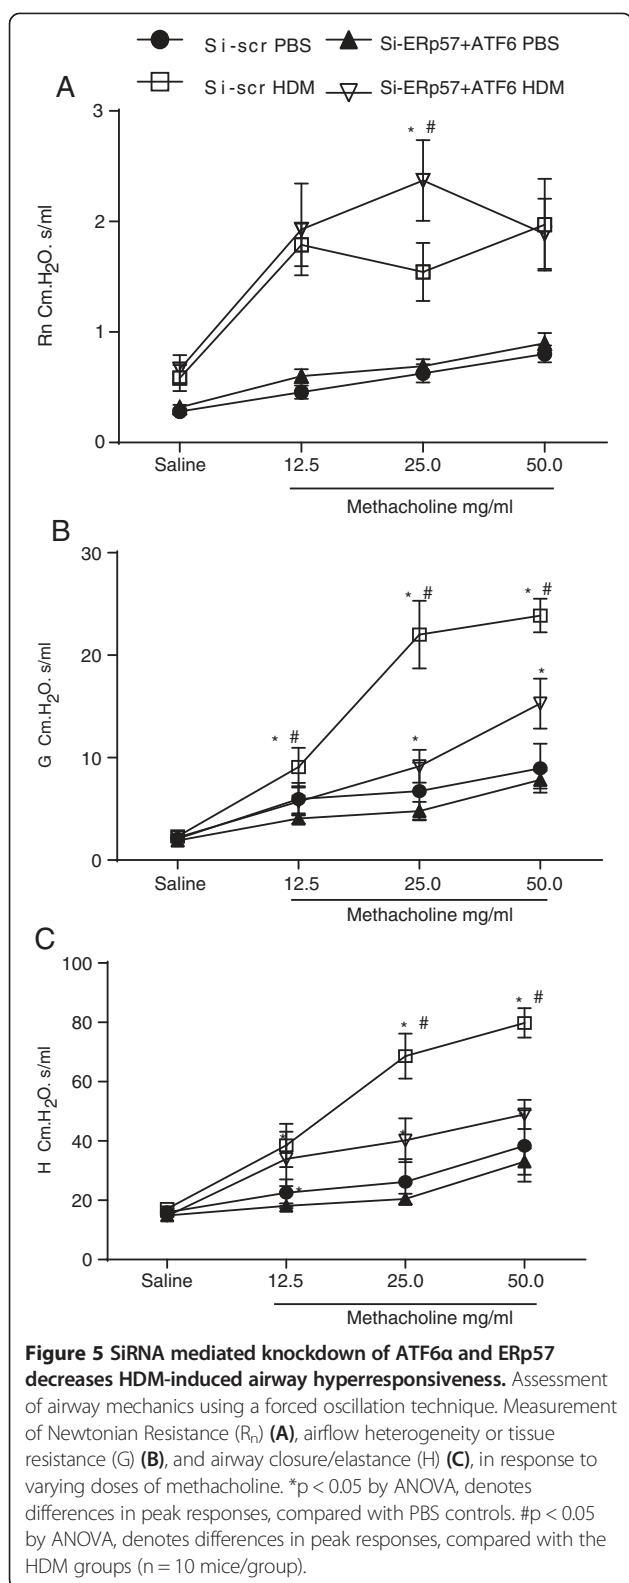 Si-scr PBS Si-ERp57+ATF6 PBS
Si-scr HDM Si-ERp57+ATF6 HDM
A
3
* #
2
1
0
Rn Cm.H2O. s/ml
Saline 12.5 25.0 50.0
Methacholine mg/ml
B
30
* # * #
20
*
* # *
10
0
G Cm.H2O. s/ml
Saline 12.5 25.0 50.0
Methacholine mg/ml
C
100
* # * #
80
60
40
* *
*
20
0
H Cm.H2O. s/ml
Saline 12.5 25.0 50.0
Methacholine mg/ml
Figure 5 SiRNA mediated knockdown of ATF6α and ERp57
decreases HDM-induced airway hyperresponsiveness. Assessment
of airway mechanics using a forced oscillation technique. Measurement
of Newtonian Resistance (Rn) (A), airflow heterogeneity or tissue
resistance (G) (B), and airway closure/elastance (H) (C), in response to
varying doses of methacholine. *p < 0.05 by ANOVA, denotes
differences in peak responses, compared with PBS controls. #p < 0.05
by ANOVA, denotes differences in peak responses, compared with the
HDM groups (n = 10 mice/group).